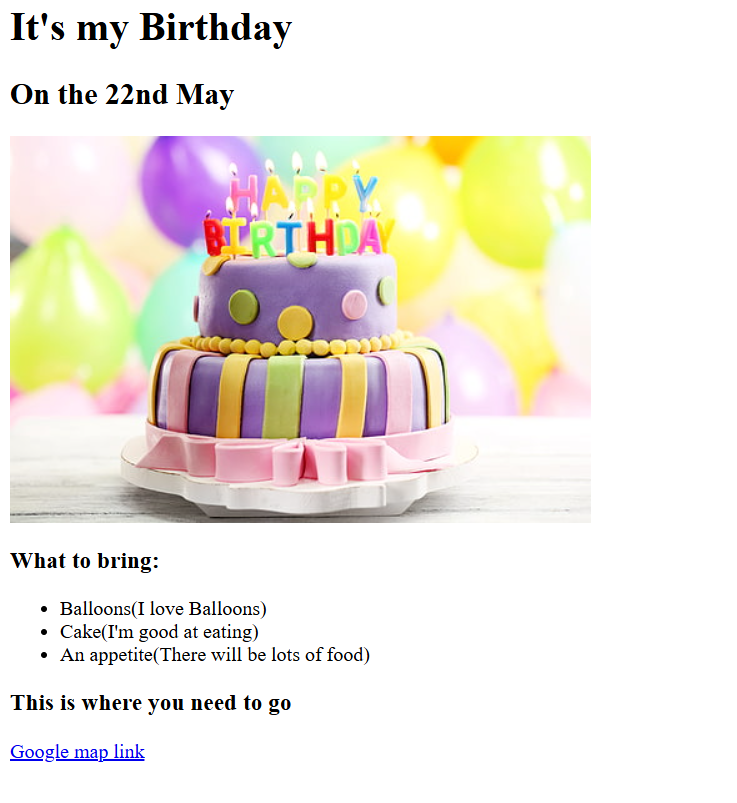 It's my Birthday
On the 22nd May
HAPPY
BIRTHDAY
What to bring:
Balloons(I love Balloons)
Cake(I'm good at eating)
An appetite(There will be lots of food)
This is where you need to go
Google map link